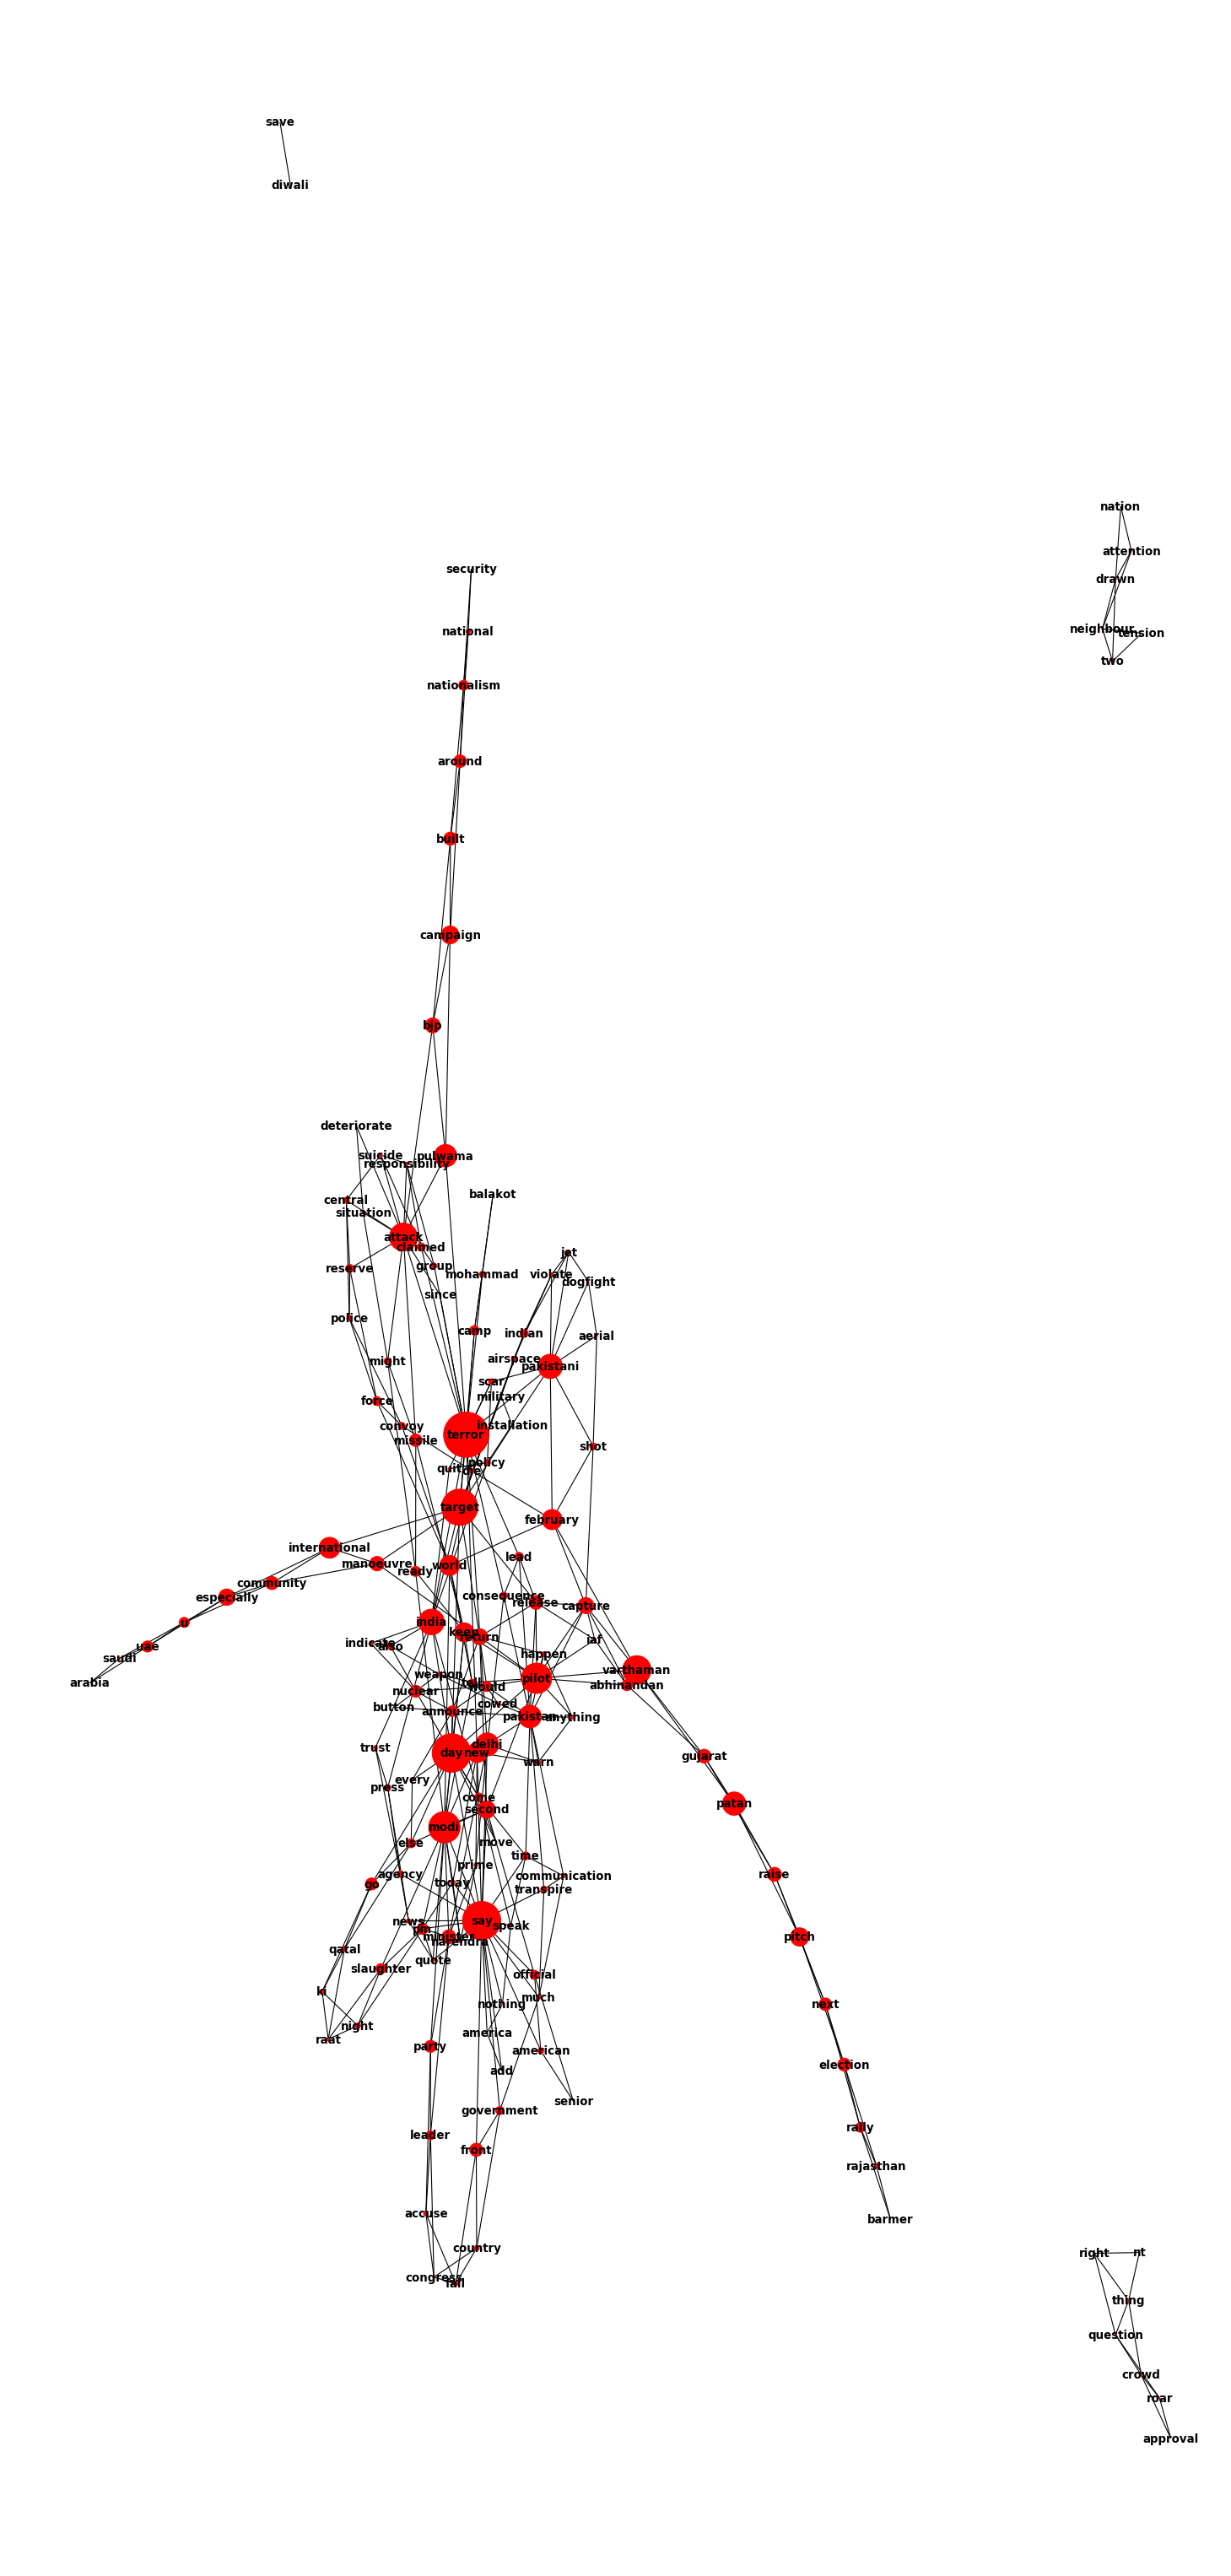 save
diwali
nation
attention
security
drawn
neighbour
national
tension
two
nationalism
around
built
campaign
bjp
deteriorate
suicide
pulwama
responsibility
balakot
central
situation
attack
claimed
jet
group
reserve
mohammad
violate
dogfight
since
police
camp
indian
aerial
airspace
might
pakistani
scar
military
force
convoy
installation
terror
missile
shot
policy
quit
target
february
international
lead
manoeuvre
world
ready
community
consequence
especially
release
capture
u
india
keep
return
iaf
indicate
also
uae
happen
saudi
varthaman
weapon
pilot
arabia
tell
abhinandan
would
nuclear
cowed
button
announce
pakistan
anything
delhi
trust
day
new
gujarat
warn
every
press
come
patan
second
modi
else
move
time
prime
agency
communication
raise
today
go
transpire
say
news
speak
pm
minister
pitch
narendra
qatal
quote
slaughter
official
ki
much
nothing
next
night
america
raat
party
american
election
add
senior
government
rally
leader
front
rajasthan
accuse
barmer
country
right
nt
congress
fail
thing
question
crowd
roar
approval